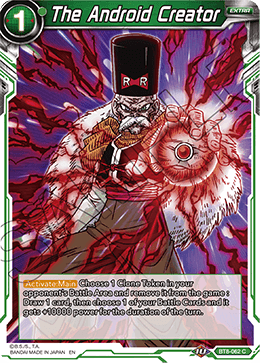 1
The Android Creator
EXTRA
R R
Activate:Main Choose 1 Clone Token in your
opponent's Battle Area and remove it from the game :
Draw 1 card, then choose 1 of your Battle Cards and it
gets +10000 power for the duration of the turn.
©B.S./S., T.A.
BANDAI MADE IN JAPAN EN
BT8-062 C